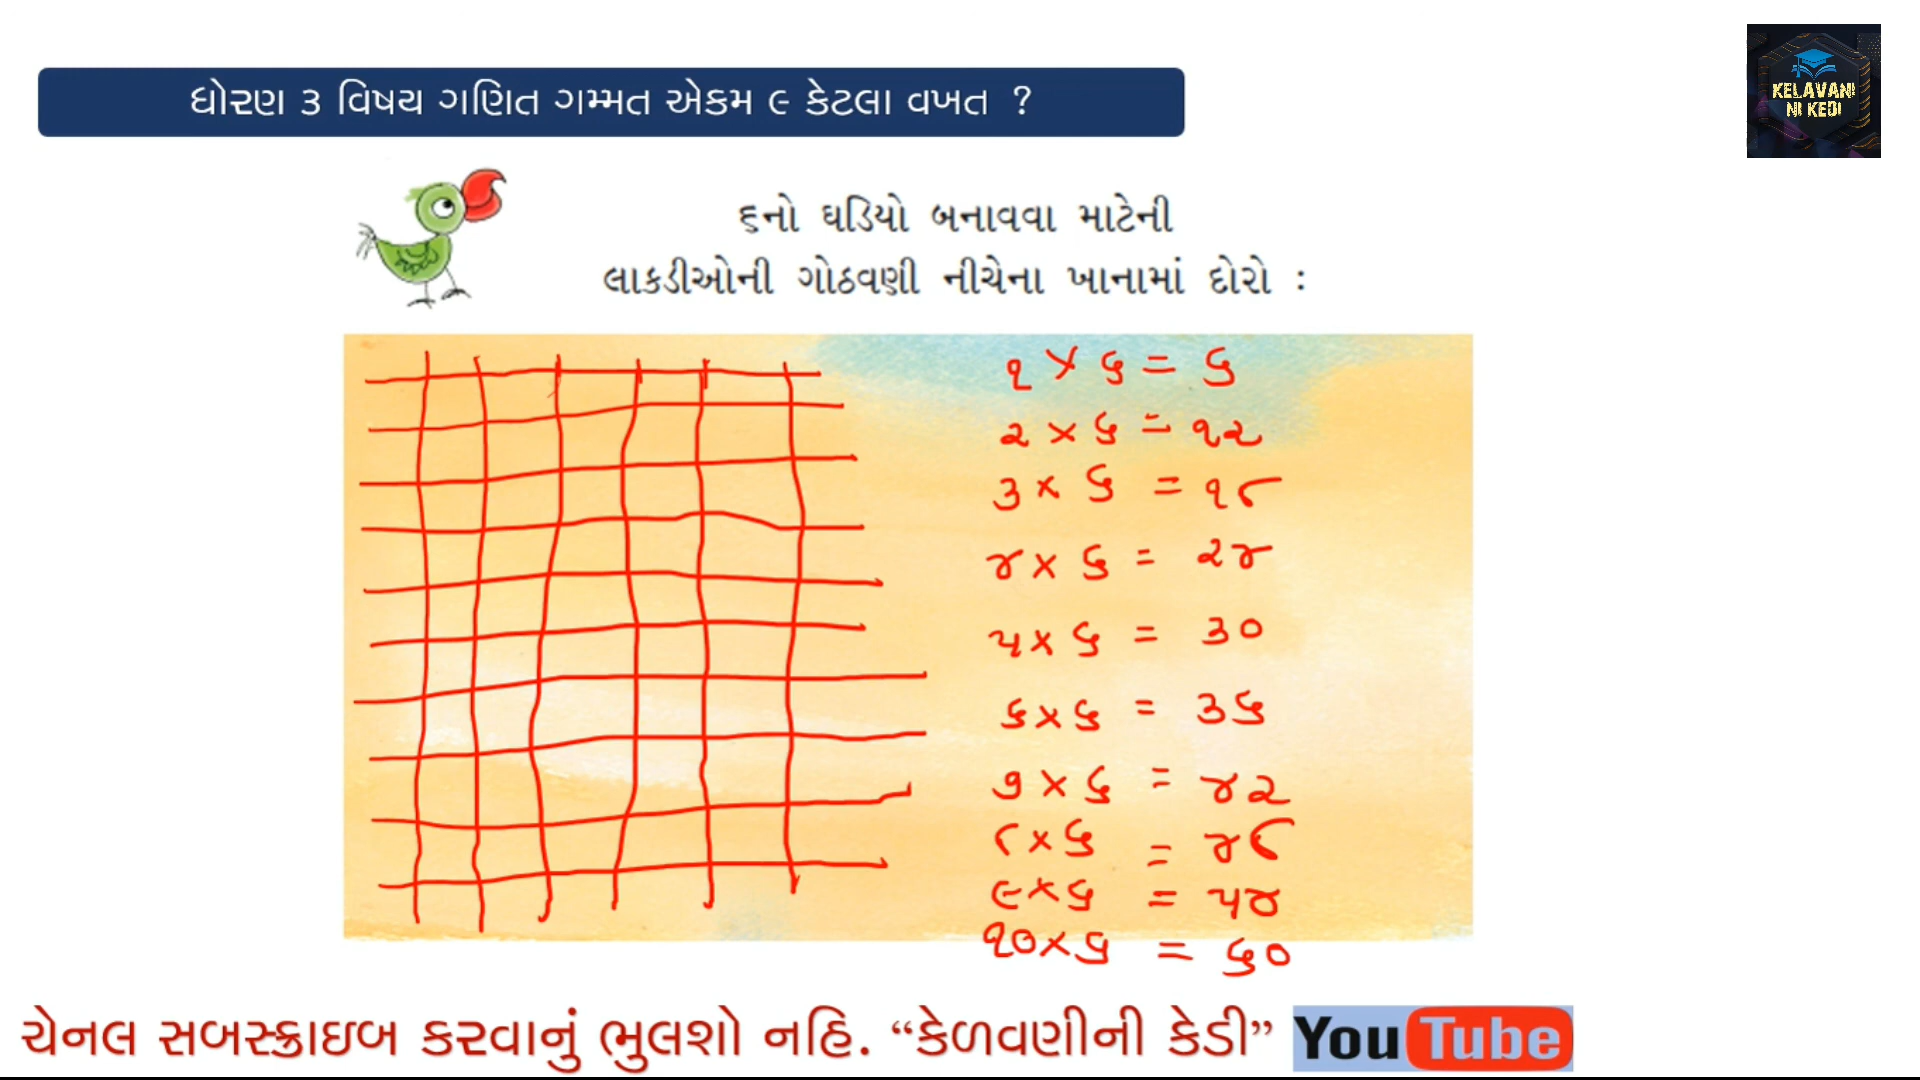 ધોરણ ૩ વિષય ગણિત ગમ્મત એકમ ૯ કેટલા વખત ?
KELAVANI
NI KEDI
૬નો ઘડિયો બનાવવા માટેની
લાકડીઓની ગોઠવણી નીચેના ખાનામાં દોરો :
૧ × ૬ = ૬
૨ × ૬ = ૧૨
૩ × ૬ = ૧૮
૪ × ૬ = ૨૪
૫ × ૬ = ૩૦
૬ × ૬ = ૩૬
૭ × ૬ = ૪૨
૮ × ૬ = ૪૮
૯ × ૬ = ૫૪
૧૦ × ૬ = ૬૦
ચેનલ સબસ્ક્રાઇબ કરવાનું ભુલશો નહિ. “કેળવણીની કેડી” YouTube